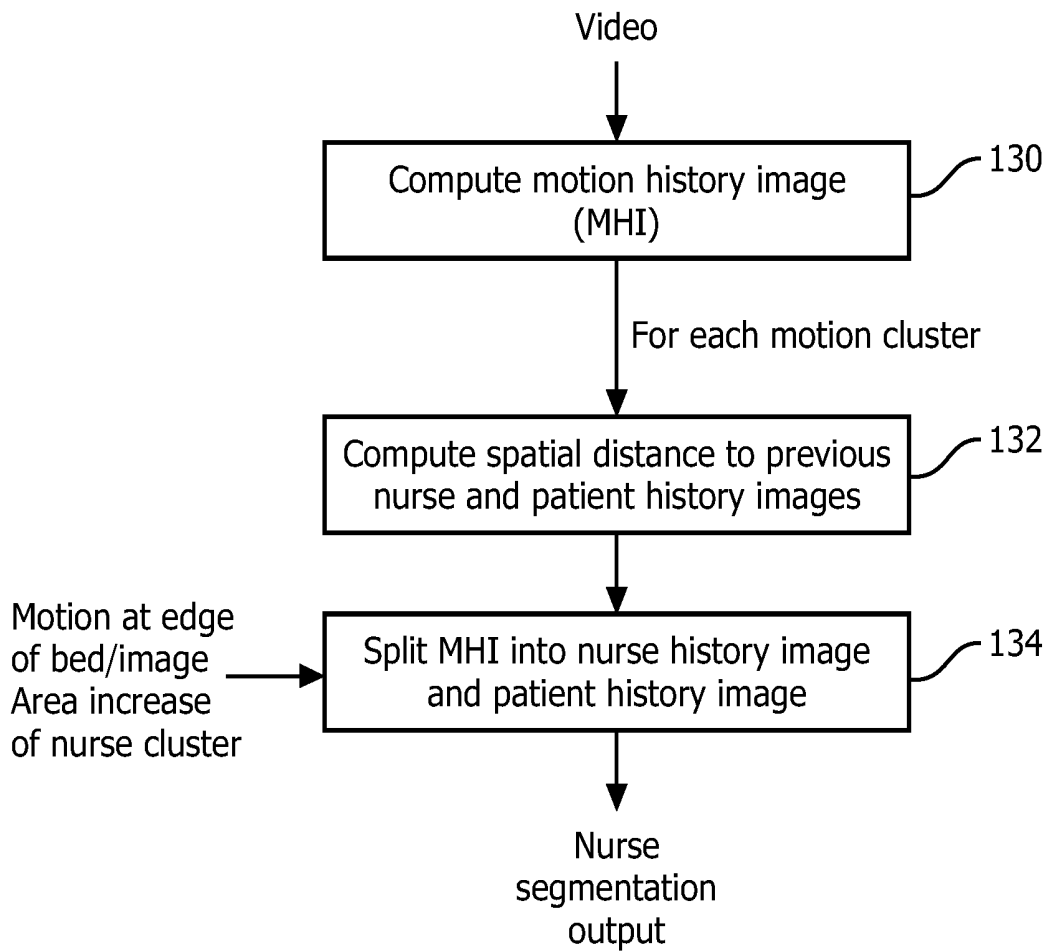 Video
Compute motion history image
(MHI)
130
For each motion cluster
Compute spatial distance to previous
nurse and patient history images
132
Motion at edge
of bed/image
Area increase
of nurse cluster
Split MHI into nurse history image
and patient history image
134
Nurse
segmentation
output